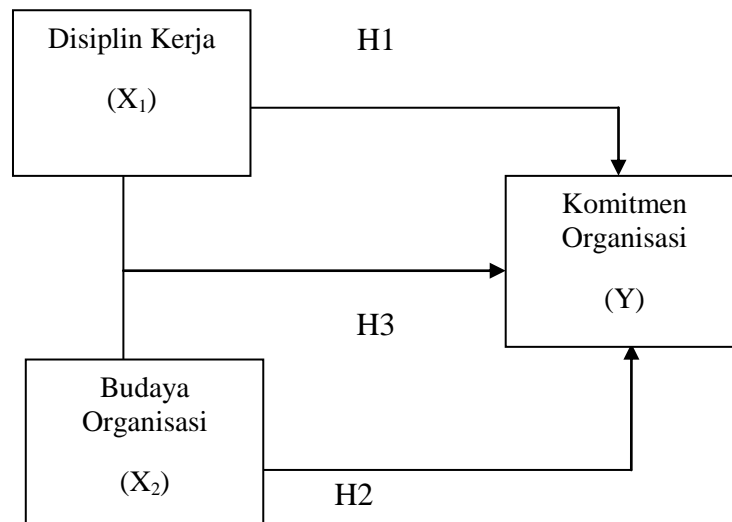 Disiplin Kerja
(X₁)
H1
Komitmen
Organisasi
(Y)
H3
Budaya
Organisasi
(X₂)
H2